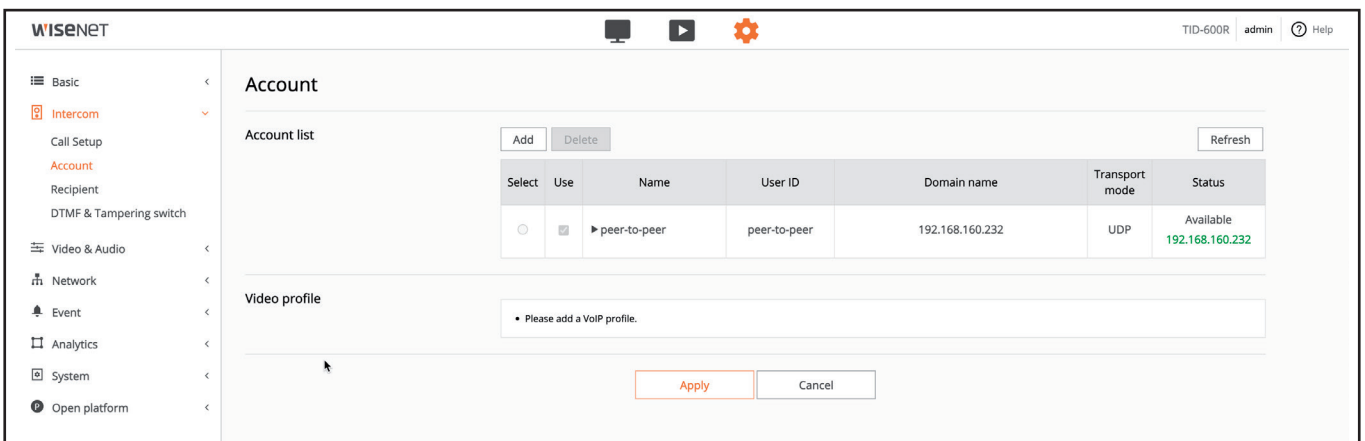 WISENET
TID-600R admin Help
Basic
Intercom
Call Setup
Account
Recipient
DTMF & Tampering switch
Video & Audio
Network
Event
Analytics
System
Open platform
Account
Account list
Add Delete Refresh
Select Use Name User ID Domain name Transport mode Status
peer-to-peer peer-to-peer 192.168.160.232 UDP Available
192.168.160.232
Video profile
• Please add a VoIP profile.
Apply Cancel